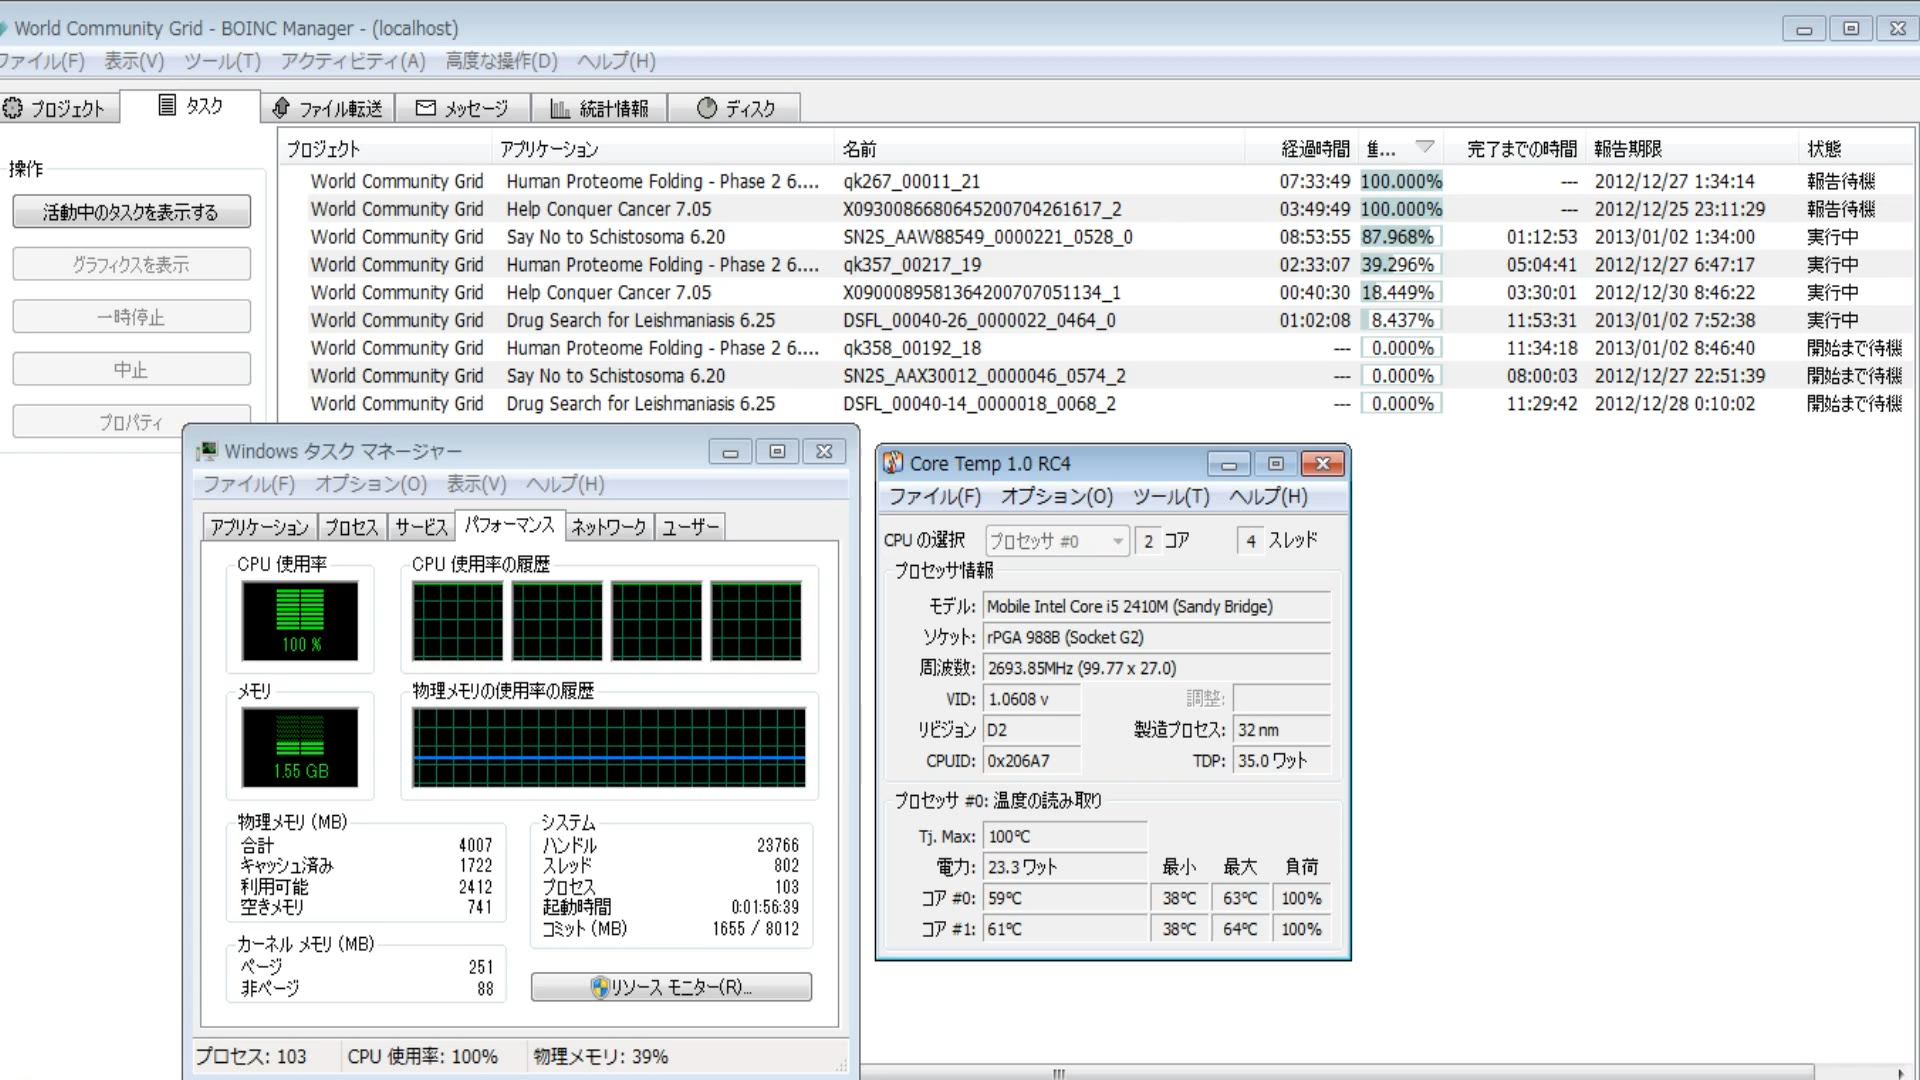 World Community Grid - BOINC Manager - (localhost)
ファイル(F) 表示(V) ツール(T) アクティビティ(A) 高度な操作(D) ヘルプ(H)
プロジェクト タスク ファイル転送 メッセージ 統計情報 ディスク
操作
活動中のタスクを表示する
グラフィクスを表示
一時停止
中止
プロパティ
プロジェクト アプリケーション 名前 経過時間 進... 完了までの時間 報告期限 状態
World Community Grid Human Proteome Folding - Phase 2 6.... qk267_00011_21 07:33:49 100.000% --- 2012/12/27 1:34:14 報告待機
World Community Grid Help Conquer Cancer 7.05 X0930086680645200704261617_2 03:49:49 100.000% --- 2012/12/25 23:11:29 報告待機
World Community Grid Say No to Schistosoma 6.20 SN2S_AAW88549_0000221_0528_0 08:53:55 87.968% 01:12:53 2013/01/02 1:34:00 実行中
World Community Grid Human Proteome Folding - Phase 2 6.... qk357_00217_19 02:33:07 39.296% 05:04:41 2012/12/27 6:47:17 実行中
World Community Grid Help Conquer Cancer 7.05 X0900089581364200707051134_1 00:40:30 18.449% 03:30:01 2012/12/30 8:46:22 実行中
World Community Grid Drug Search for Leishmaniasis 6.25 DSFL_00040-26_0000022_0464_0 01:02:08 8.437% 11:53:31 2013/01/02 7:52:38 実行中
World Community Grid Human Proteome Folding - Phase 2 6.... qk358_00192_18 --- 0.000% 11:34:18 2013/01/02 8:46:40 開始まで待機
World Community Grid Say No to Schistosoma 6.20 SN2S_AAX30012_0000046_0574_2 --- 0.000% 08:00:03 2012/12/27 22:51:39 開始まで待機
World Community Grid Drug Search for Leishmaniasis 6.25 DSFL_00040-14_0000018_0068_2 --- 0.000% 11:29:42 2012/12/28 0:10:02 開始まで待機
Windows タスク マネージャー
ファイル(F) オプション(O) 表示(V) ヘルプ(H)
アプリケーション プロセス サービス パフォーマンス ネットワーク ユーザー
CPU 使用率 CPU 使用率の履歴
100 %
メモリ 物理メモリの使用率の履歴
1.55 GB
物理メモリ (MB)
合計 4007
キャッシュ済み 1722
利用可能 2412
空きメモリ 741
カーネル メモリ (MB)
ページ 251
非ページ 88
システム
ハンドル 23766
スレッド 802
プロセス 103
起動時間 0:01:56:39
コミット (MB) 1655 / 8012
リソース モニター(R)...
プロセス: 103 CPU 使用率: 100% 物理メモリ: 39%
Core Temp 1.0 RC4
ファイル(F) オプション(O) ツール(T) ヘルプ(H)
CPU の選択 プロセッサ #0 2 コア 4 スレッド
プロセッサ情報
モデル: Mobile Intel Core i5 2410M (Sandy Bridge)
ソケット: rPGA 988B (Socket G2)
周波数: 2693.85MHz (99.77 x 27.0)
VID: 1.0608 v 調整:
リビジョン D2 製造プロセス: 32 nm
CPUID: 0x206A7 TDP: 35.0 ワット
プロセッサ #0: 温度の読み取り
Tj. Max: 100℃
電力: 23.3 ワット 最小 最大 負荷
コア #0: 59℃ 38℃ 63℃ 100%
コア #1: 61℃ 38℃ 64℃ 100%